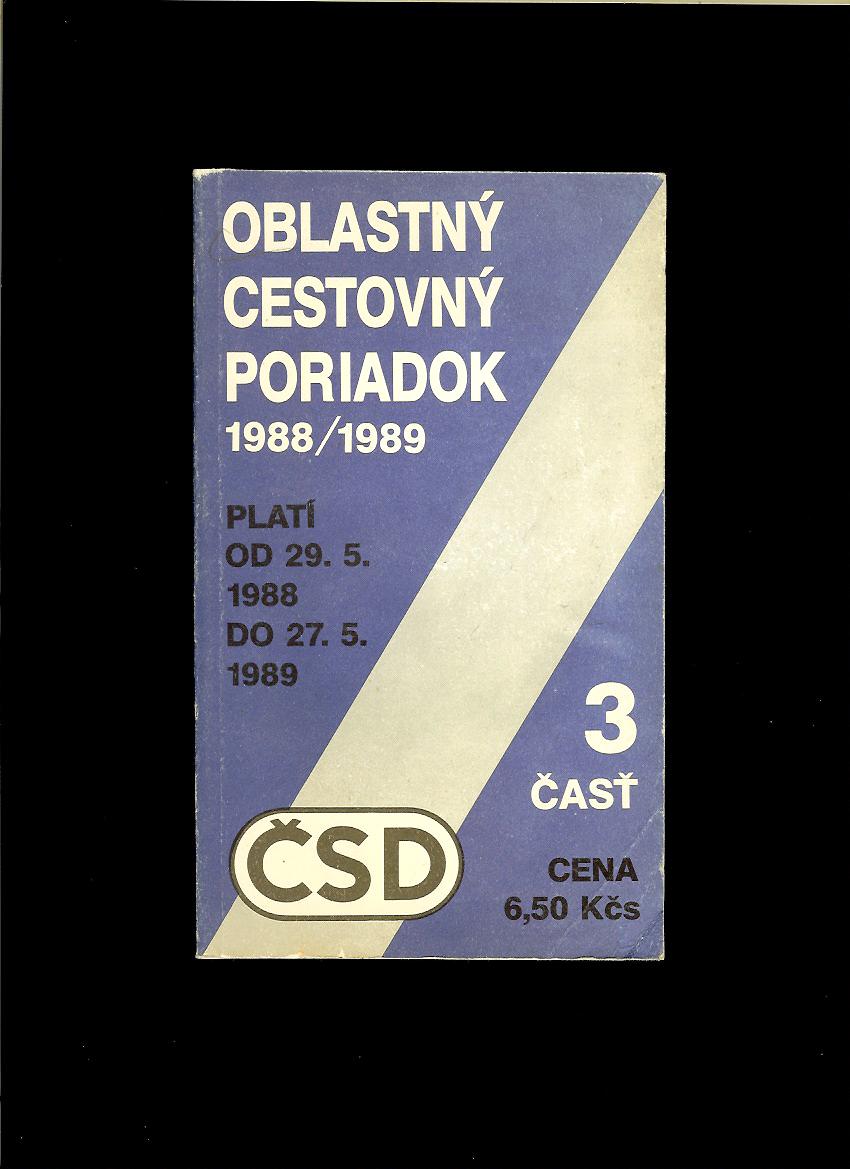 OBLASTNÝ
CESTOVNÝ
PORIADOK
1988/1989
PLATÍ
OD 29. 5.
1988
DO 27. 5.
1989
3
ČASŤ
ČSD
CENA
6,50 Kčs